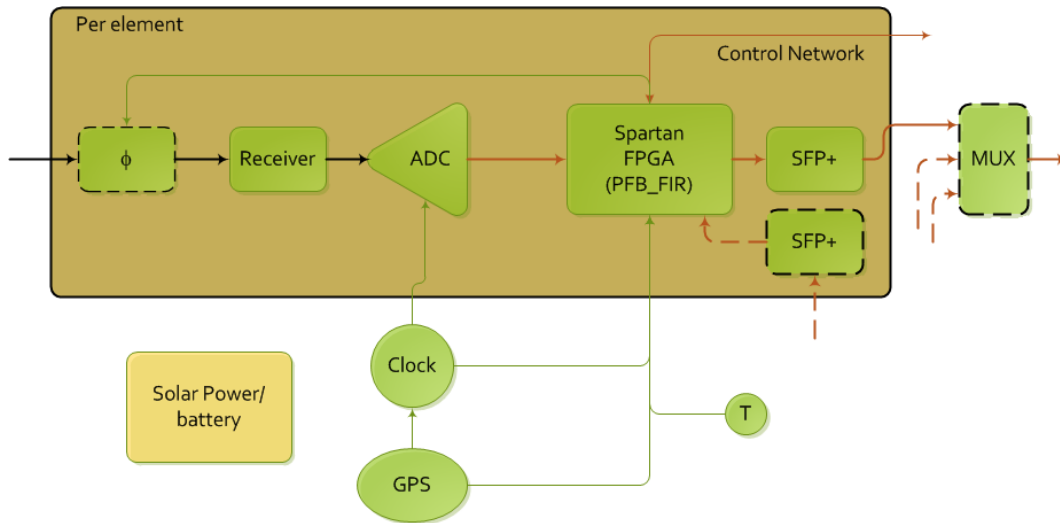 Per element
Control Network
ϕ
Receiver
ADC
Spartan
FPGA
(PFB_FIR)
SFP+
MUX
SFP+
Clock
Solar Power/
battery
T
GPS